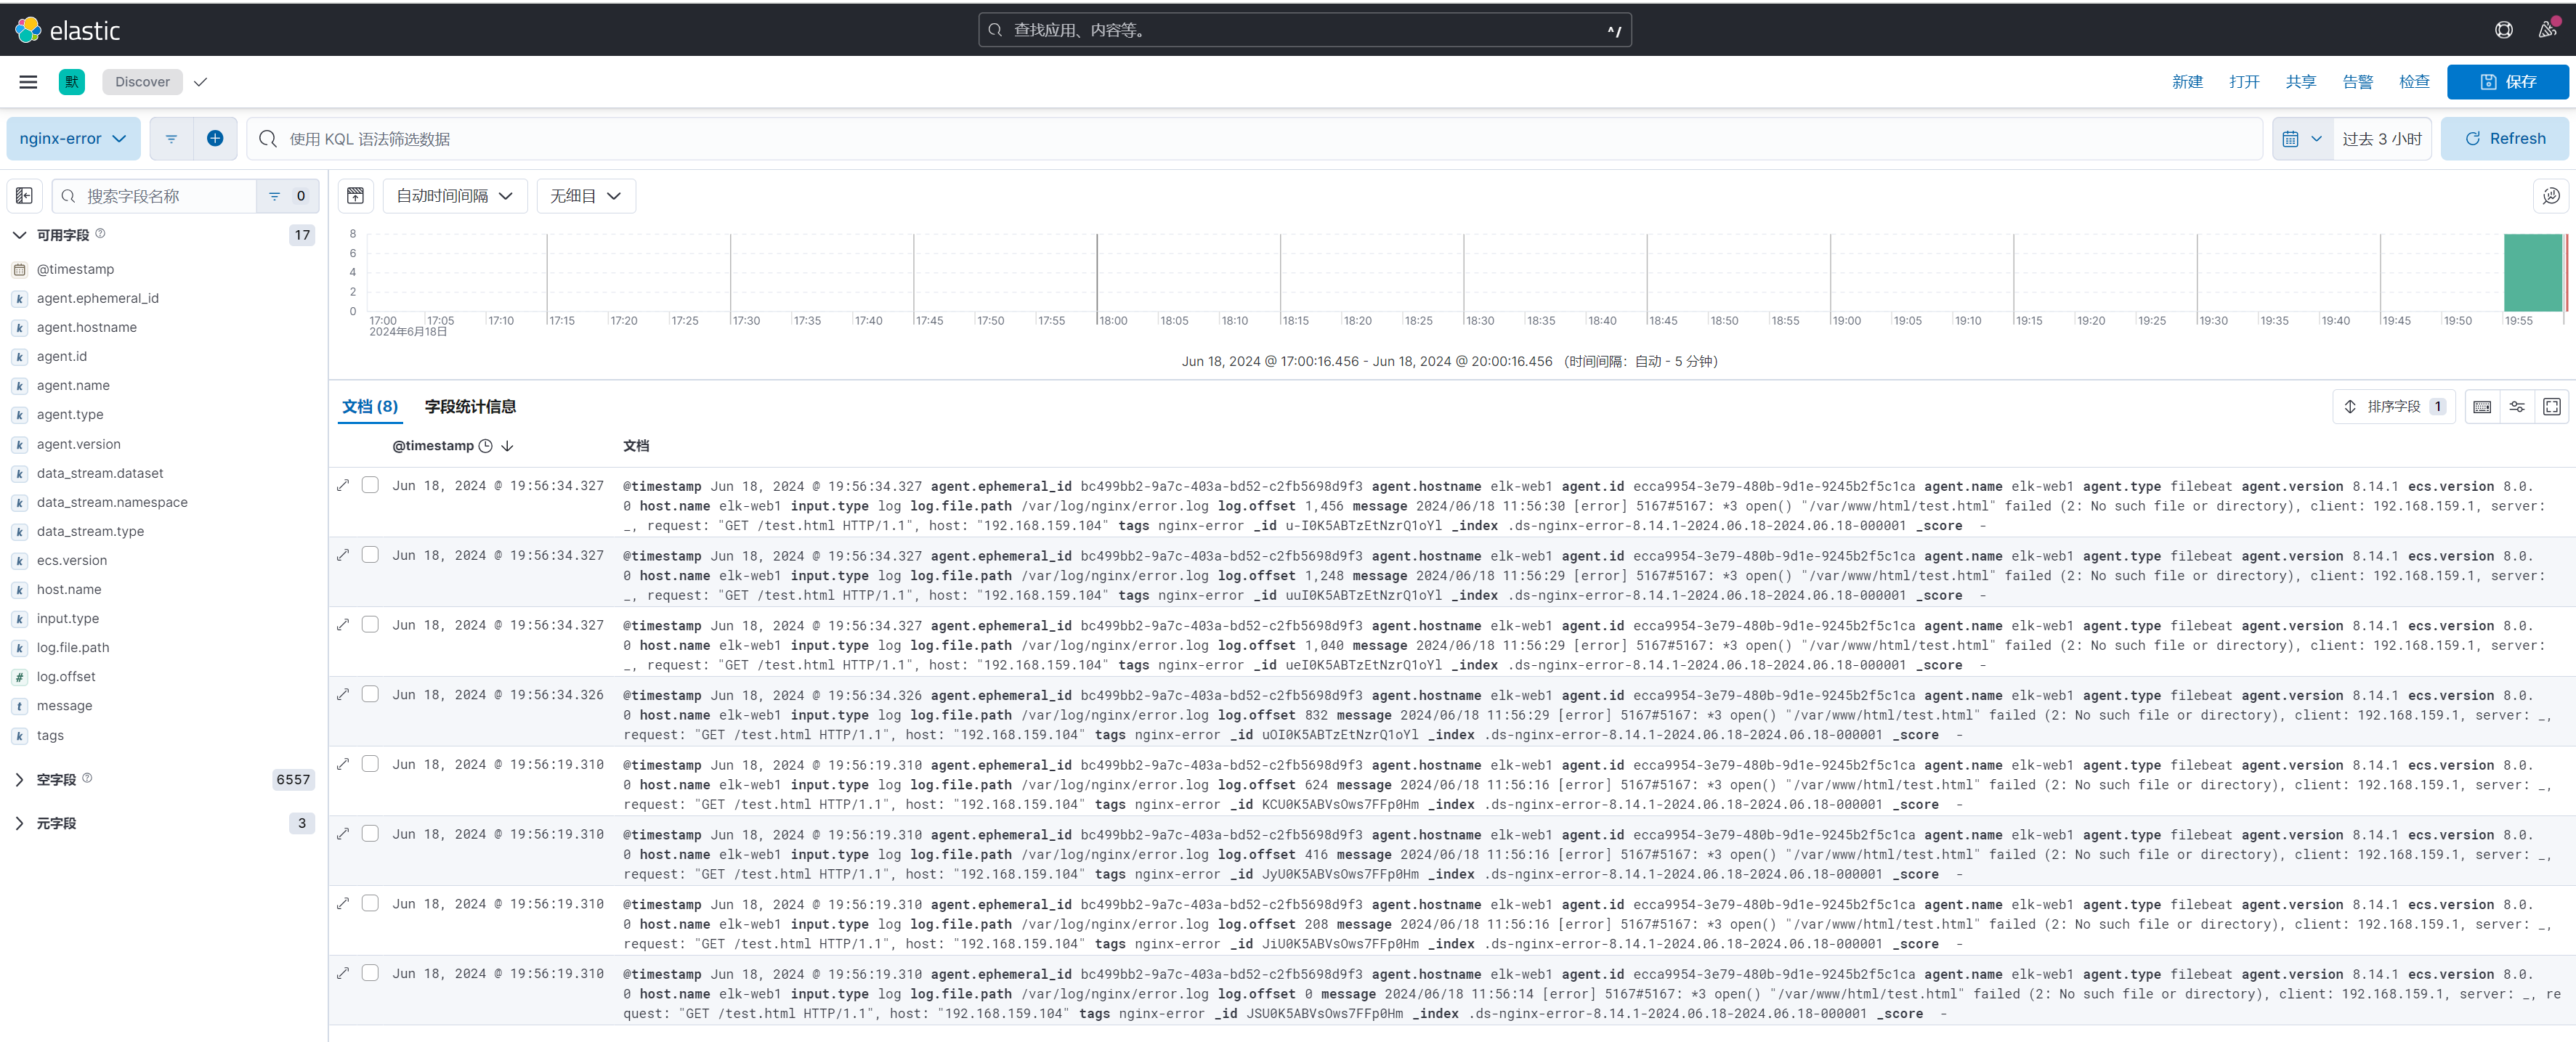 elastic
查找应用、内容等。
^/
默
Discover
新建
打开
共享
告警
检查
保存
nginx-error
使用 KQL 语法筛选数据
过去 3 小时
Refresh
搜索字段名称
0
可用字段
17
@timestamp
agent.ephemeral_id
agent.hostname
agent.id
agent.name
agent.type
agent.version
data_stream.dataset
data_stream.namespace
data_stream.type
ecs.version
host.name
input.type
log.file.path
log.offset
message
tags
空字段
6557
元字段
3
自动时间间隔
无细目
8
6
4
2
0
17:00 17:05 17:10 17:15 17:20 17:25 17:30 17:35 17:40 17:45 17:50 17:55 18:00 18:05 18:10 18:15 18:20 18:25 18:30 18:35 18:40 18:45 18:50 18:55 19:00 19:05 19:10 19:15 19:20 19:25 19:30 19:35 19:40 19:45 19:50 19:55
2024年6月18日
Jun 18, 2024 @ 17:00:16.456 - Jun 18, 2024 @ 20:00:16.456 （时间间隔：自动 - 5 分钟）
文档 (8)
字段统计信息
排序字段 1
@timestamp
文档
Jun 18, 2024 @ 19:56:34.327
@timestamp Jun 18, 2024 @ 19:56:34.327 agent.ephemeral_id bc499bb2-9a7c-403a-bd52-c2fb5698d9f3 agent.hostname elk-web1 agent.id ecca9954-3e79-480b-9d1e-9245b2f5c1ca agent.name elk-web1 agent.type filebeat agent.version 8.14.1 ecs.version 8.0.
0 host.name elk-web1 input.type log log.file.path /var/log/nginx/error.log log.offset 1,456 message 2024/06/18 11:56:30 [error] 5167#5167: *3 open() "/var/www/html/test.html" failed (2: No such file or directory), client: 192.168.159.1, server:
_, request: "GET /test.html HTTP/1.1", host: "192.168.159.104" tags nginx-error _id u-I0K5ABTzEtNzrQ1oYl _index .ds-nginx-error-8.14.1-2024.06.18-2024.06.18-000001 _score -
Jun 18, 2024 @ 19:56:34.327
@timestamp Jun 18, 2024 @ 19:56:34.327 agent.ephemeral_id bc499bb2-9a7c-403a-bd52-c2fb5698d9f3 agent.hostname elk-web1 agent.id ecca9954-3e79-480b-9d1e-9245b2f5c1ca agent.name elk-web1 agent.type filebeat agent.version 8.14.1 ecs.version 8.0.
0 host.name elk-web1 input.type log log.file.path /var/log/nginx/error.log log.offset 1,248 message 2024/06/18 11:56:29 [error] 5167#5167: *3 open() "/var/www/html/test.html" failed (2: No such file or directory), client: 192.168.159.1, server:
_, request: "GET /test.html HTTP/1.1", host: "192.168.159.104" tags nginx-error _id uuI0K5ABTzEtNzrQ1oYl _index .ds-nginx-error-8.14.1-2024.06.18-2024.06.18-000001 _score -
Jun 18, 2024 @ 19:56:34.327
@timestamp Jun 18, 2024 @ 19:56:34.327 agent.ephemeral_id bc499bb2-9a7c-403a-bd52-c2fb5698d9f3 agent.hostname elk-web1 agent.id ecca9954-3e79-480b-9d1e-9245b2f5c1ca agent.name elk-web1 agent.type filebeat agent.version 8.14.1 ecs.version 8.0.
0 host.name elk-web1 input.type log log.file.path /var/log/nginx/error.log log.offset 1,040 message 2024/06/18 11:56:29 [error] 5167#5167: *3 open() "/var/www/html/test.html" failed (2: No such file or directory), client: 192.168.159.1, server:
_, request: "GET /test.html HTTP/1.1", host: "192.168.159.104" tags nginx-error _id ueI0K5ABTzEtNzrQ1oYl _index .ds-nginx-error-8.14.1-2024.06.18-2024.06.18-000001 _score -
Jun 18, 2024 @ 19:56:34.326
@timestamp Jun 18, 2024 @ 19:56:34.326 agent.ephemeral_id bc499bb2-9a7c-403a-bd52-c2fb5698d9f3 agent.hostname elk-web1 agent.id ecca9954-3e79-480b-9d1e-9245b2f5c1ca agent.name elk-web1 agent.type filebeat agent.version 8.14.1 ecs.version 8.0.
0 host.name elk-web1 input.type log log.file.path /var/log/nginx/error.log log.offset 832 message 2024/06/18 11:56:29 [error] 5167#5167: *3 open() "/var/www/html/test.html" failed (2: No such file or directory), client: 192.168.159.1, server: _,
request: "GET /test.html HTTP/1.1", host: "192.168.159.104" tags nginx-error _id uOI0K5ABTzEtNzrQ1oYl _index .ds-nginx-error-8.14.1-2024.06.18-2024.06.18-000001 _score -
Jun 18, 2024 @ 19:56:19.310
@timestamp Jun 18, 2024 @ 19:56:19.310 agent.ephemeral_id bc499bb2-9a7c-403a-bd52-c2fb5698d9f3 agent.hostname elk-web1 agent.id ecca9954-3e79-480b-9d1e-9245b2f5c1ca agent.name elk-web1 agent.type filebeat agent.version 8.14.1 ecs.version 8.0.
0 host.name elk-web1 input.type log log.file.path /var/log/nginx/error.log log.offset 624 message 2024/06/18 11:56:16 [error] 5167#5167: *3 open() "/var/www/html/test.html" failed (2: No such file or directory), client: 192.168.159.1, server: _,
request: "GET /test.html HTTP/1.1", host: "192.168.159.104" tags nginx-error _id KCU0K5ABVsOws7FFp0Hm _index .ds-nginx-error-8.14.1-2024.06.18-2024.06.18-000001 _score -
Jun 18, 2024 @ 19:56:19.310
@timestamp Jun 18, 2024 @ 19:56:19.310 agent.ephemeral_id bc499bb2-9a7c-403a-bd52-c2fb5698d9f3 agent.hostname elk-web1 agent.id ecca9954-3e79-480b-9d1e-9245b2f5c1ca agent.name elk-web1 agent.type filebeat agent.version 8.14.1 ecs.version 8.0.
0 host.name elk-web1 input.type log log.file.path /var/log/nginx/error.log log.offset 416 message 2024/06/18 11:56:16 [error] 5167#5167: *3 open() "/var/www/html/test.html" failed (2: No such file or directory), client: 192.168.159.1, server: _,
request: "GET /test.html HTTP/1.1", host: "192.168.159.104" tags nginx-error _id JyU0K5ABVsOws7FFp0Hm _index .ds-nginx-error-8.14.1-2024.06.18-2024.06.18-000001 _score -
Jun 18, 2024 @ 19:56:19.310
@timestamp Jun 18, 2024 @ 19:56:19.310 agent.ephemeral_id bc499bb2-9a7c-403a-bd52-c2fb5698d9f3 agent.hostname elk-web1 agent.id ecca9954-3e79-480b-9d1e-9245b2f5c1ca agent.name elk-web1 agent.type filebeat agent.version 8.14.1 ecs.version 8.0.
0 host.name elk-web1 input.type log log.file.path /var/log/nginx/error.log log.offset 208 message 2024/06/18 11:56:16 [error] 5167#5167: *3 open() "/var/www/html/test.html" failed (2: No such file or directory), client: 192.168.159.1, server: _,
request: "GET /test.html HTTP/1.1", host: "192.168.159.104" tags nginx-error _id JiU0K5ABVsOws7FFp0Hm _index .ds-nginx-error-8.14.1-2024.06.18-2024.06.18-000001 _score -
Jun 18, 2024 @ 19:56:19.310
@timestamp Jun 18, 2024 @ 19:56:19.310 agent.ephemeral_id bc499bb2-9a7c-403a-bd52-c2fb5698d9f3 agent.hostname elk-web1 agent.id ecca9954-3e79-480b-9d1e-9245b2f5c1ca agent.name elk-web1 agent.type filebeat agent.version 8.14.1 ecs.version 8.0.
0 host.name elk-web1 input.type log log.file.path /var/log/nginx/error.log log.offset 0 message 2024/06/18 11:56:14 [error] 5167#5167: *3 open() "/var/www/html/test.html" failed (2: No such file or directory), client: 192.168.159.1, server: _, re
quest: "GET /test.html HTTP/1.1", host: "192.168.159.104" tags nginx-error _id JSU0K5ABVsOws7FFp0Hm _index .ds-nginx-error-8.14.1-2024.06.18-2024.06.18-000001 _score -